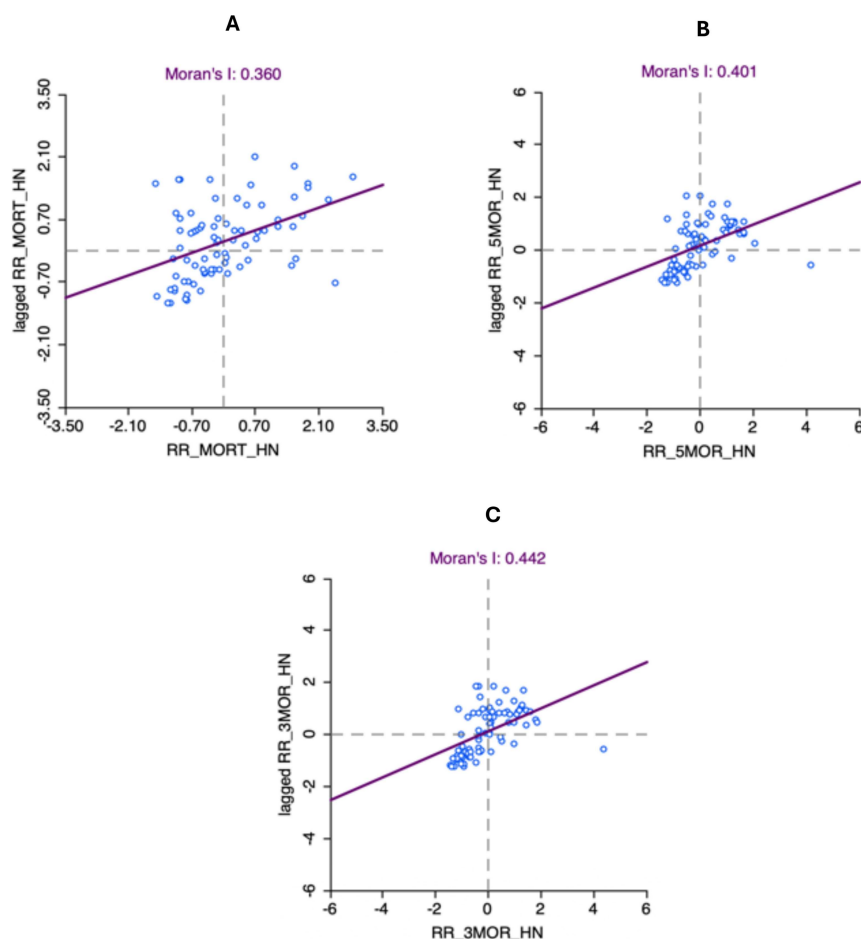 A
Moran's I: 0.360
3.50
2.10
0.70
-0.70
-2.10
-3.50
lagged RR_MORT_HN
-3.50 -2.10 -0.70 0.70 2.10 3.50
RR_MORT_HN
B
Moran's I: 0.401
6
4
2
0
-2
-4
-6
lagged RR_5MOR_HN
-6 -4 -2 0 2 4 6
RR_5MOR_HN
C
Moran's I: 0.442
6
4
2
0
-2
-4
-6
lagged RR_3MOR_HN
-6 -4 -2 0 2 4 6
RR_3MOR_HN